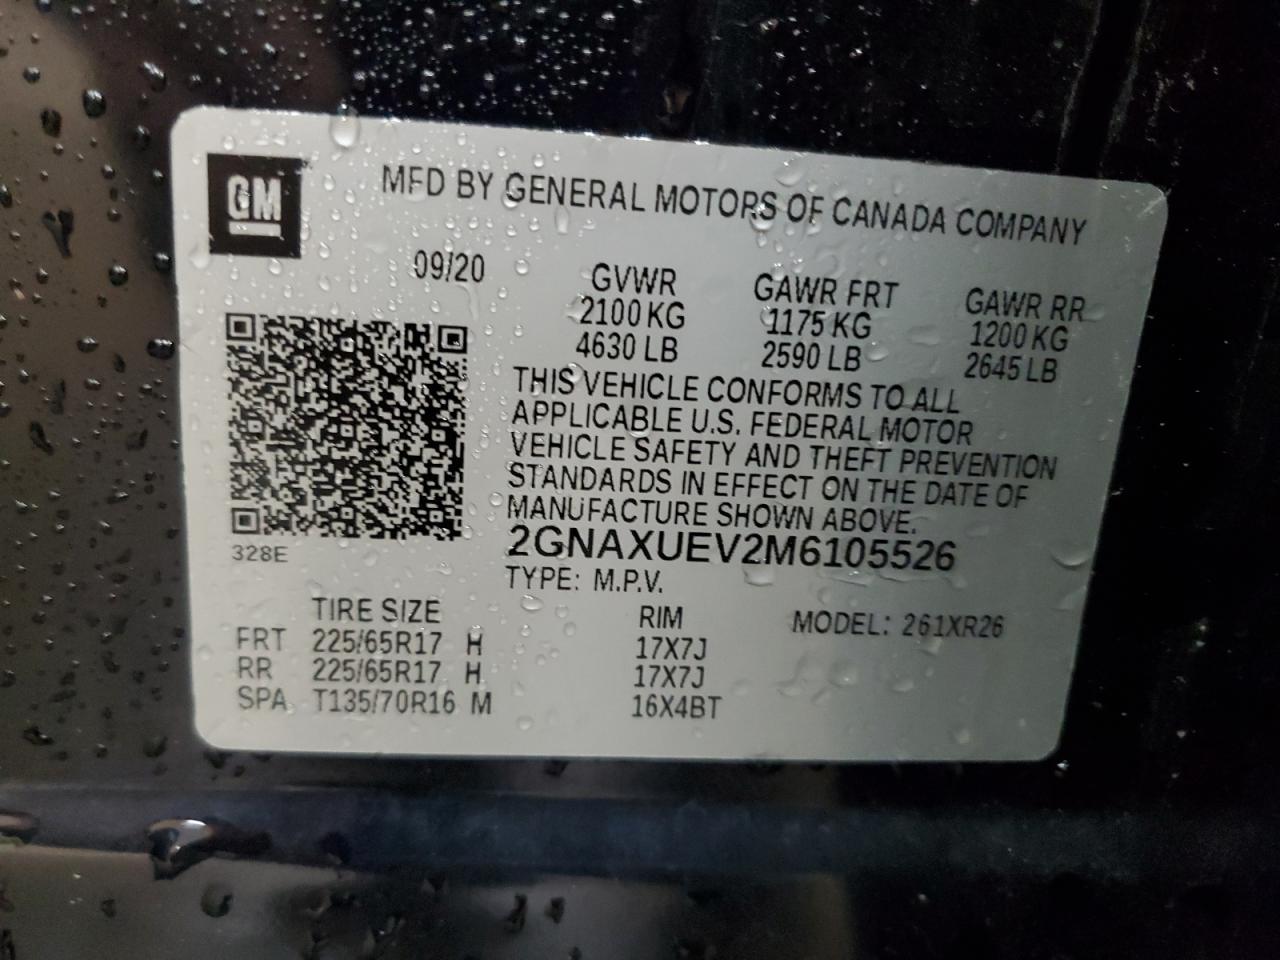 GM
MFD BY GENERAL MOTORS OF CANADA COMPANY
09/20
GVWR GAWR FRT GAWR RR
2100 KG 1175 KG 1200 KG
4630 LB 2590 LB 2645 LB
THIS VEHICLE CONFORMS TO ALL
APPLICABLE U.S. FEDERAL MOTOR
VEHICLE SAFETY AND THEFT PREVENTION
STANDARDS IN EFFECT ON THE DATE OF
MANUFACTURE SHOWN ABOVE.
328E
2GNAXUEV2M6105526
TYPE: M.P.V.
TIRE SIZE RIM MODEL: 261XR26
FRT 225/65R17 H 17X7J
RR 225/65R17 H 17X7J
SPA T135/70R16 M 16X4BT